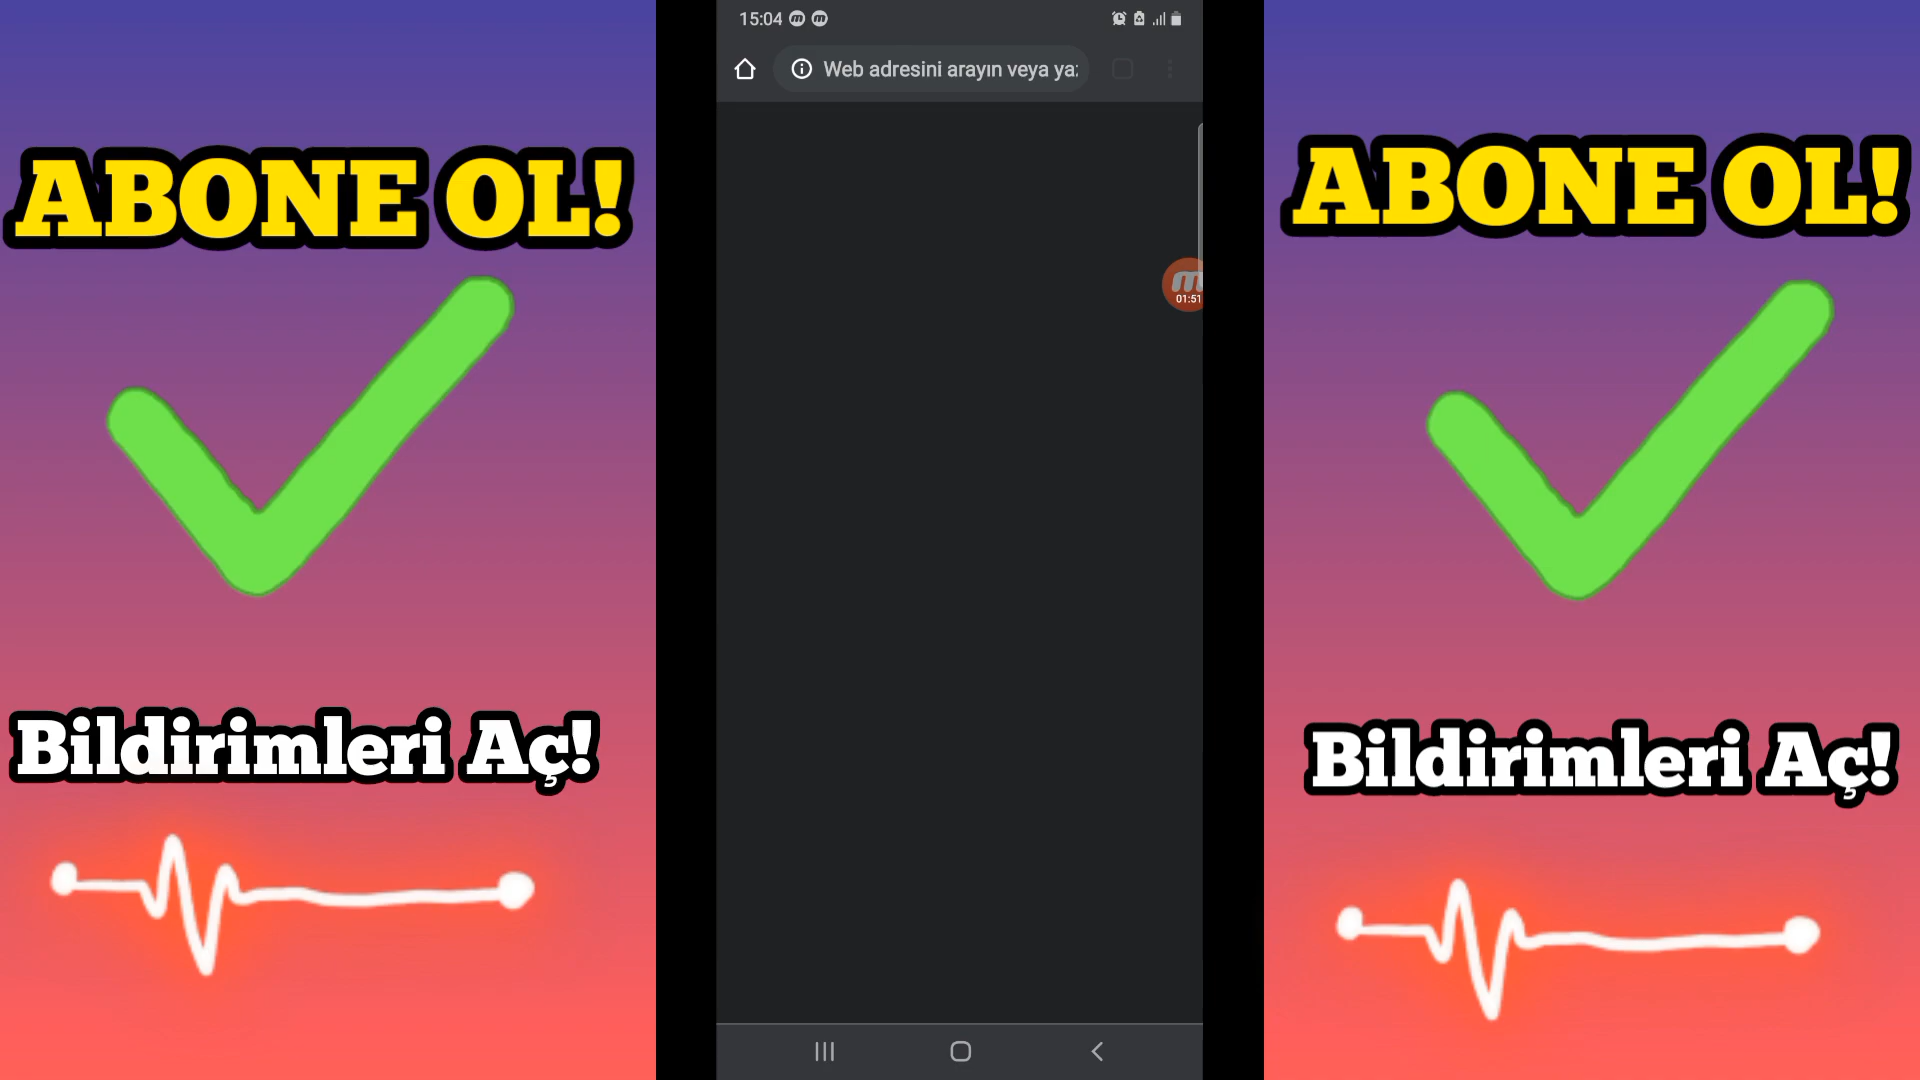 ABONE OL!
Bildirimleri Aç!
15:04
Web adresini arayın veya ya
m
01:51
ABONE OL!
Bildirimleri Aç!